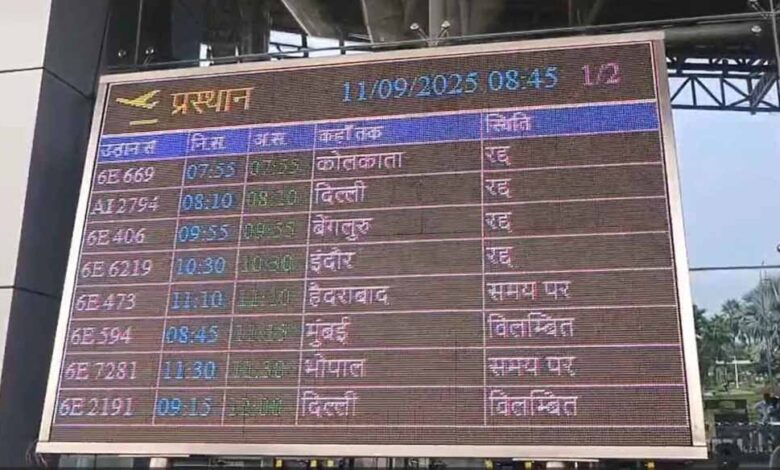 प्रस्थान 11/09/2025 08:45 1/2
उड़ान सं नि.स. अ.स. कहाँ तक स्थिति
6E 669 07:55 07:55 कोलकाता रद्द
AI 2794 08:10 08:10 दिल्ली रद्द
6E 406 09:55 09:55 बेंगलुरु रद्द
6E 6219 10:30 10:30 इंदौर रद्द
6E 473 11:10 हैदराबाद समय पर
6E 594 08:45 मुंबई विलम्बित
6E 7281 11:30 11:30 भोपाल समय पर
6E 2191 09:15 दिल्ली विलम्बित